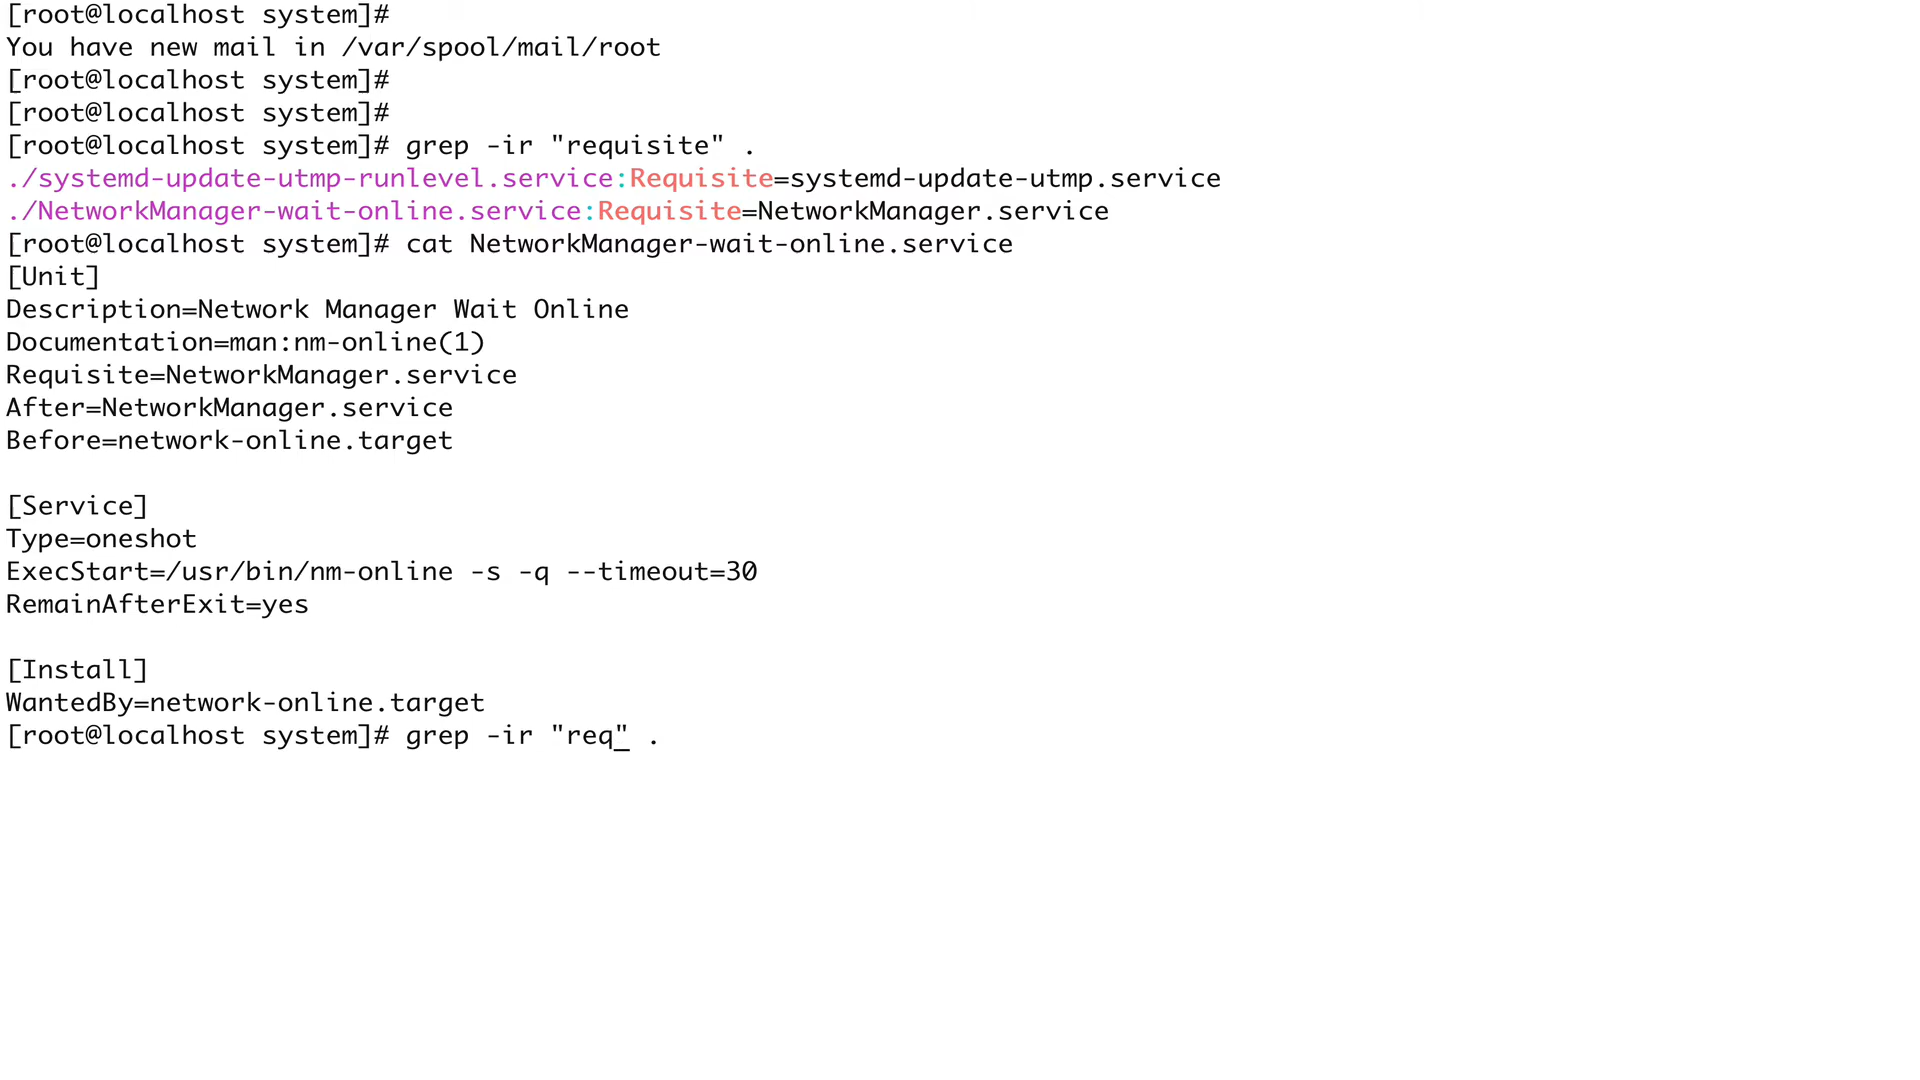 [root@localhost system]#
You have new mail in /var/spool/mail/root
[root@localhost system]#
[root@localhost system]#
[root@localhost system]# grep -ir "requisite" .
./systemd-update-utmp-runlevel.service:Requisite=systemd-update-utmp.service
./NetworkManager-wait-online.service:Requisite=NetworkManager.service
[root@localhost system]# cat NetworkManager-wait-online.service
[Unit]
Description=Network Manager Wait Online
Documentation=man:nm-online(1)
Requisite=NetworkManager.service
After=NetworkManager.service
Before=network-online.target
[Service]
Type=oneshot
ExecStart=/usr/bin/nm-online -s -q --timeout=30
RemainAfterExit=yes
[Install]
WantedBy=network-online.target
[root@localhost system]# grep -ir "req" .